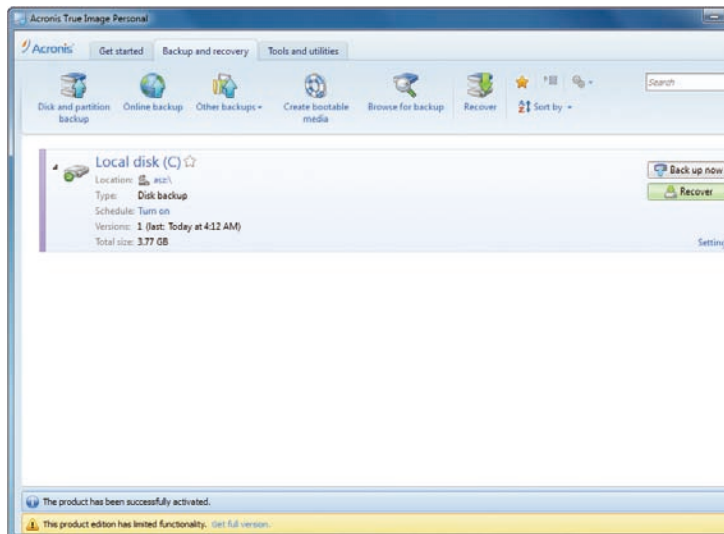 Acronis True Image Personal
Acronis
Get started
Backup and recovery
Tools and utilities
Disk and partition backup
Online backup
Other backups
Create bootable media
Browse for backup
Recover
Sort by
Search
Local disk (C)
Back up now
Location:
Type: Disk backup
Recover
Schedule: Turn on
Versions: 1 (last: Today at 4:12 AM)
Total size: 3.77 GB
Setting
The product has been successfully activated.
This product edition has limited functionality. Get full version.